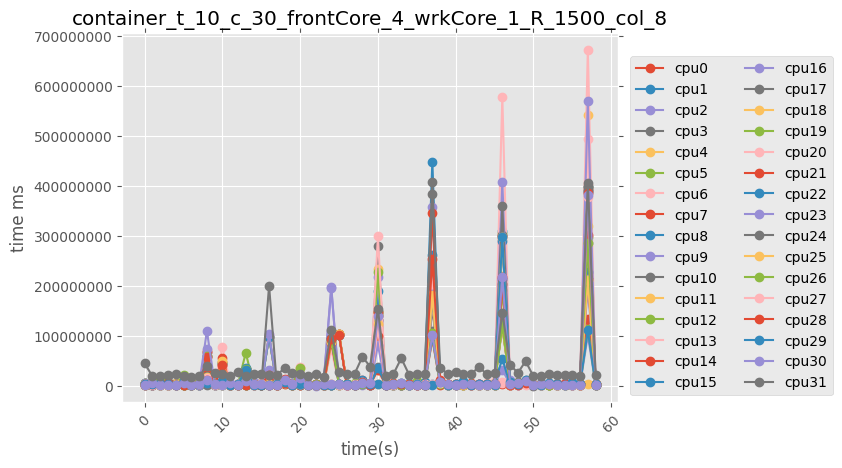 container_t_10_c_30_frontCore_4_wrkCore_1_R_1500_col_8
time ms
700000000
600000000
500000000
400000000
300000000
200000000
100000000
0
0
10
20
30
40
50
60
time(s)
cpu0
cpu1
cpu2
cpu3
cpu4
cpu5
cpu6
cpu7
cpu8
cpu9
cpu10
cpu11
cpu12
cpu13
cpu14
cpu15
cpu16
cpu17
cpu18
cpu19
cpu20
cpu21
cpu22
cpu23
cpu24
cpu25
cpu26
cpu27
cpu28
cpu29
cpu30
cpu31